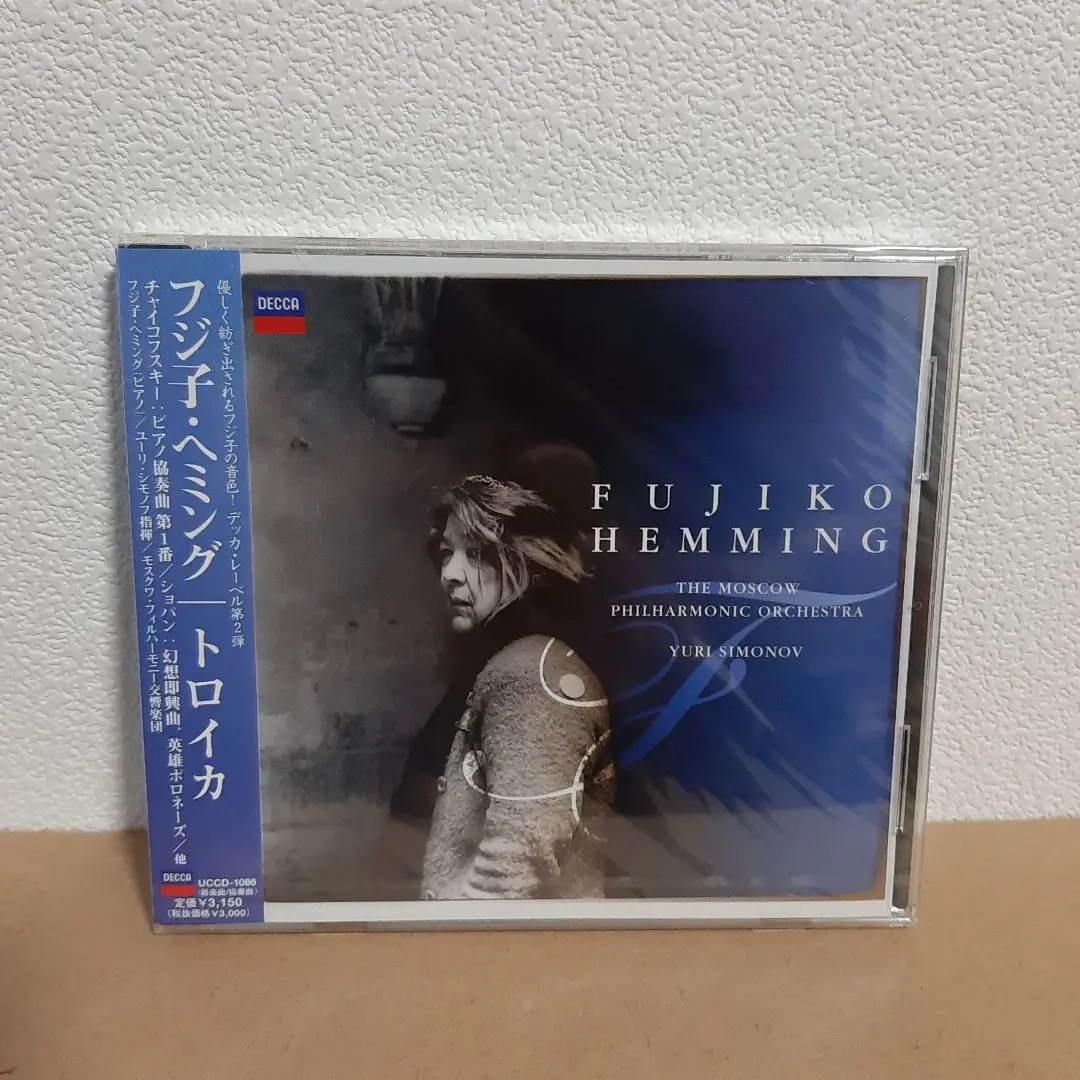 優しく紡ぎ出されるフジ子の音色!デッカ・レーベル第2弾
フジ子・ヘミング|トロイカ
チャイコフスキー:ピアノ協奏曲 第1番/ショパン:幻想即興曲、英雄ポロネーズ/他
フジ子・ヘミング(ピアノ)/ユーリ・シモノフ指揮/モスクワ・フィルハーモニー交響楽団
DECCA
UCCD-1086
(器楽曲/協奏曲)
定価¥3,150
(税抜価格¥3,000)
DECCA
FUJIKO
HEMMING
THE MOSCOW
PHILHARMONIC ORCHESTRA
YURI SIMONOV